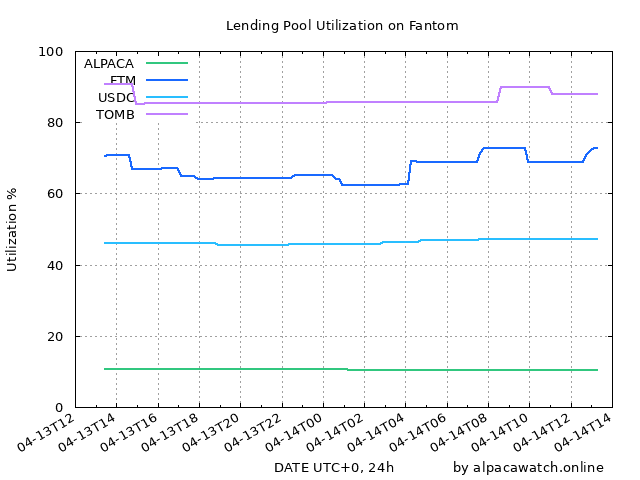 Lending Pool Utilization on Fantom
100
80
60
40
20
0
Utilization %
ALPACA
FTM
USDC
TOMB
04-13T12
04-13T14
04-13T16
04-13T18
04-13T20
04-13T22
04-14T00
04-14T02
04-14T04
04-14T06
04-14T08
04-14T10
04-14T12
04-14T14
DATE UTC+0, 24h
by alpacawatch.online